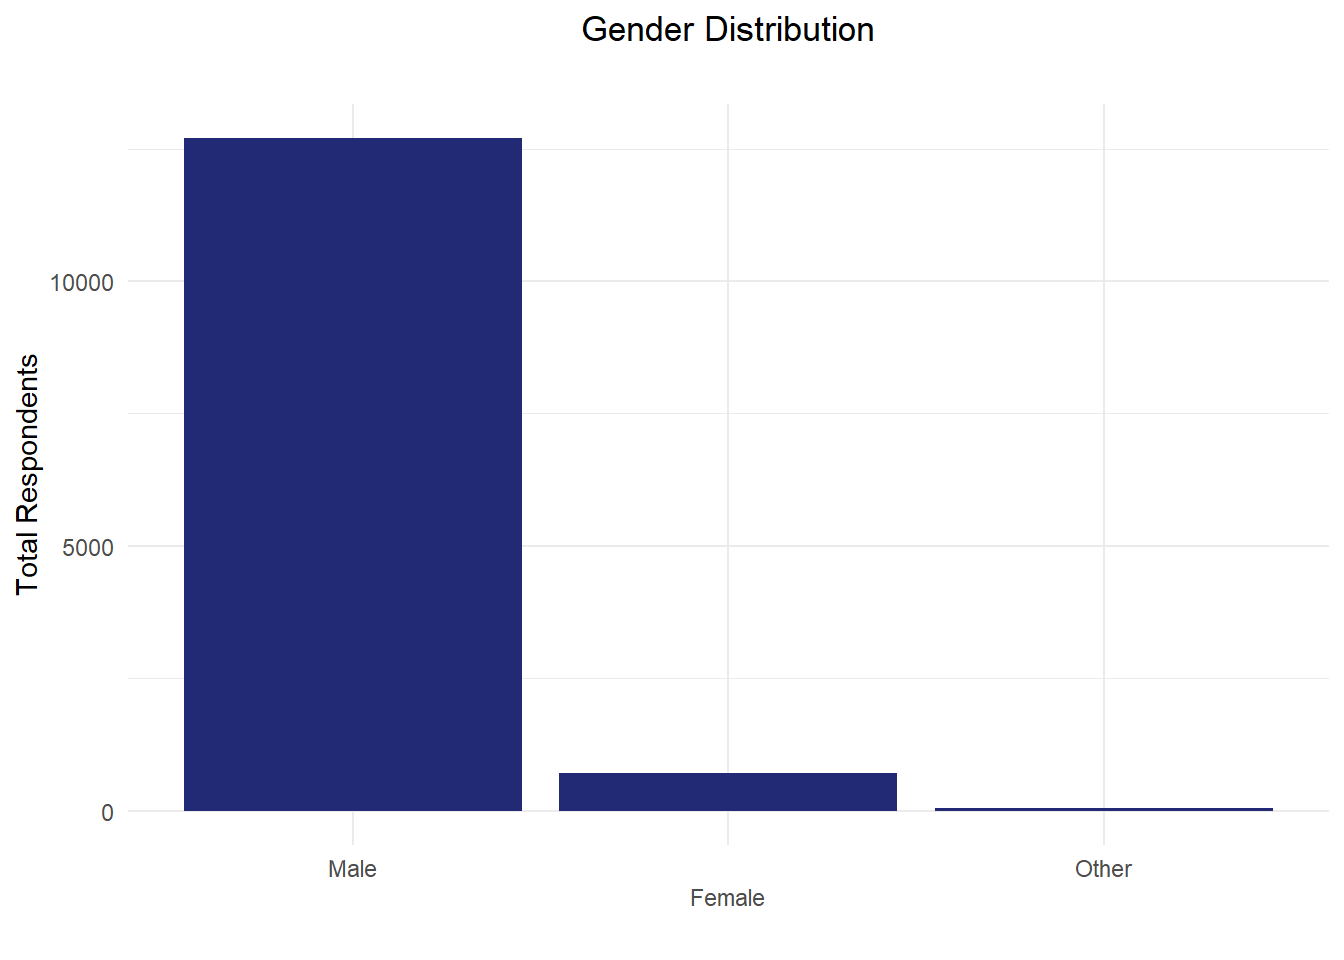 Gender Distribution
Total Respondents
10000
5000
0
Male
Female
Other